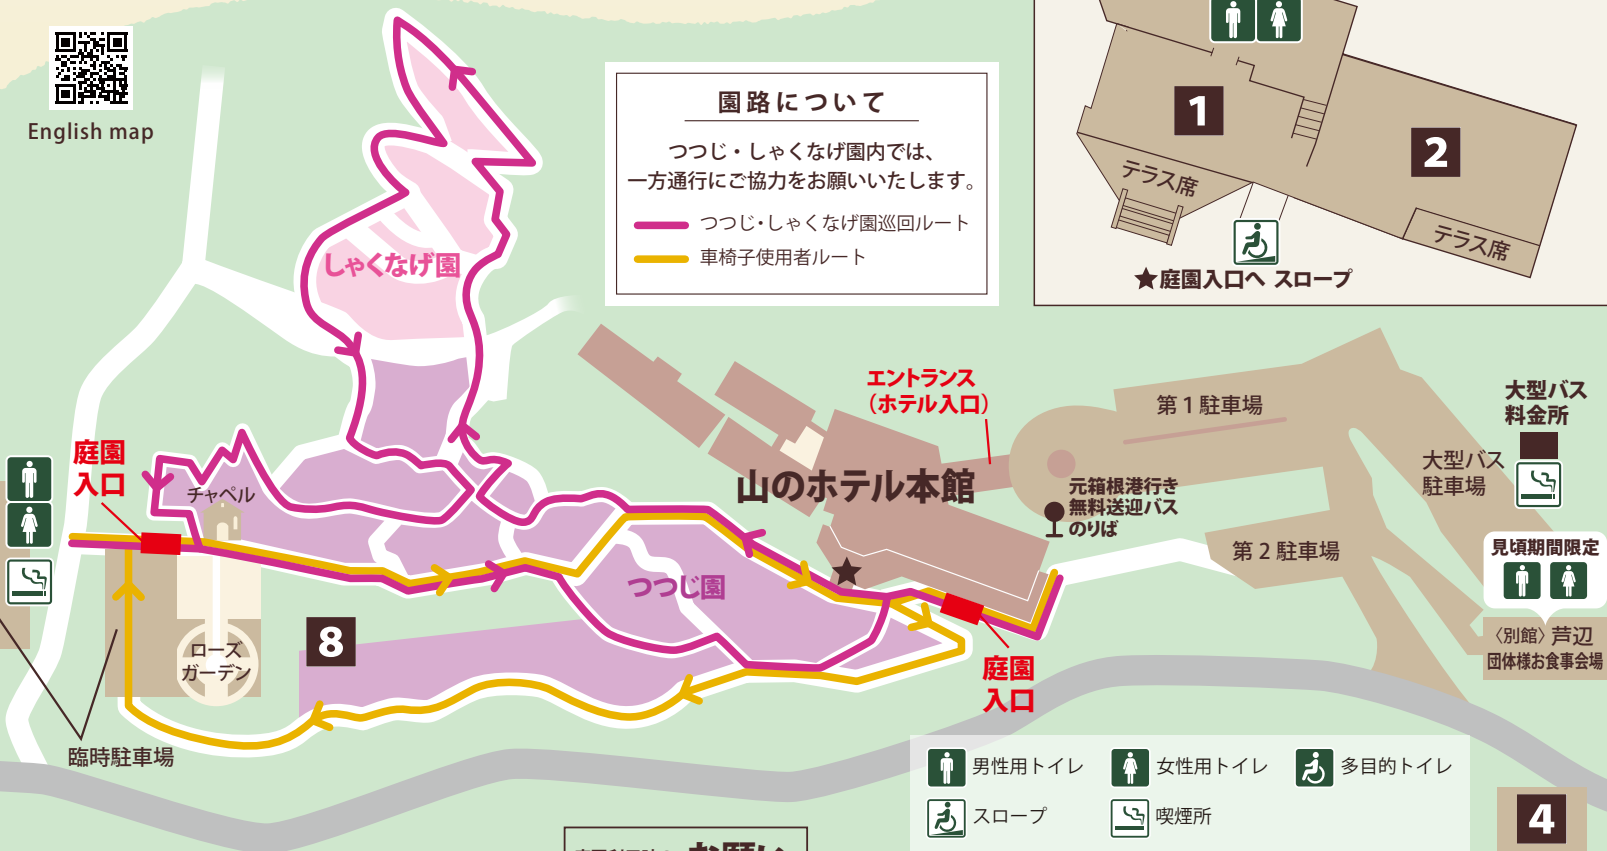 English map
園路について
つつじ・しゃくなげ園内では、
一方通行にご協力をお願いいたします。
つつじ・しゃくなげ園巡回ルート
車椅子使用者ルート
1
2
テラス席
テラス席
★庭園入口へ スロープ
しゃくなげ園
エントランス
（ホテル入口）
第1駐車場
大型バス
料金所
大型バス
駐車場
庭園
入口
チャペル
山のホテル本館
元箱根港行き
無料送迎バス
のりば
第2駐車場
見頃期間限定
つつじ園
8
ローズ
ガーデン
〈別館〉芦辺
団体様お食事会場
庭園
入口
臨時駐車場
男性用トイレ
女性用トイレ
多目的トイレ
スロープ
喫煙所
4
お願い